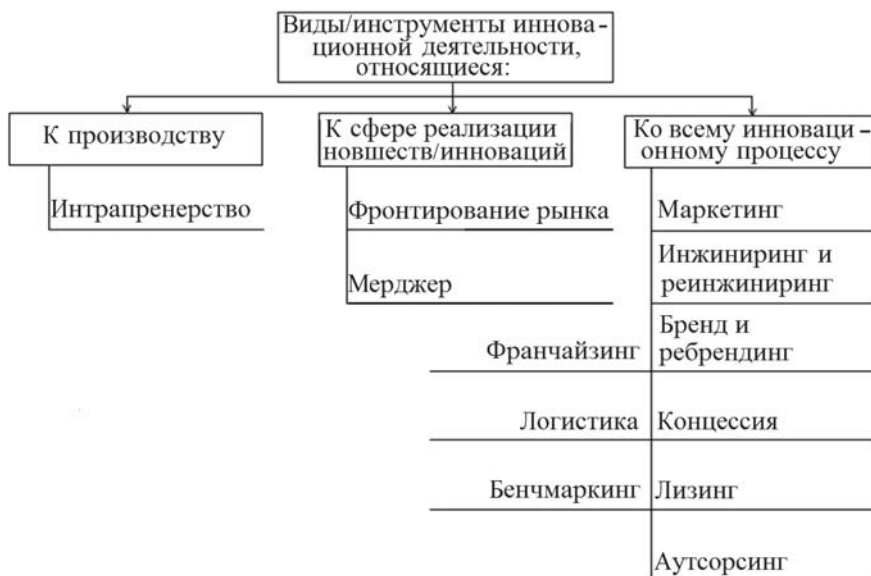 Виды/инструменты иннова-
ционной деятельности,
относящиеся:
К производству
Интрапренерство
К сфере реализации
новшеств/инноваций
Фронтирование рынка
Мерджер
Ко всему инноваци-
онному процессу
Маркетинг
Инжиниринг и
реинжиниринг
Бренд и
ребрендинг
Франчайзинг
Логистика
Концессия
Бенчмаркинг
Лизинг
Аутсорсинг